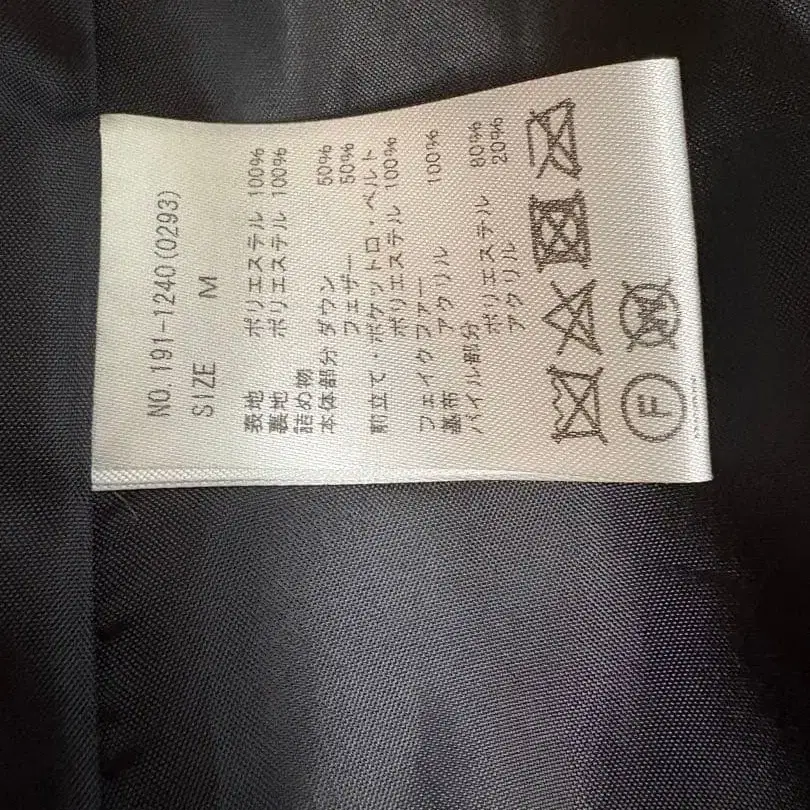 NO.191-1240(0293)
SIZE M
表地 ポリエステル 100%
裏地 ポリエステル 100%
詰め物
本体部分 ダウン 50%
フェザー 50%
前立て・ポケット口・ベルト
ポリエステル 100%
フェイクファー
基布 アクリル 100%
パイル部分
ポリエステル 80%
アクリル 20%
W
F